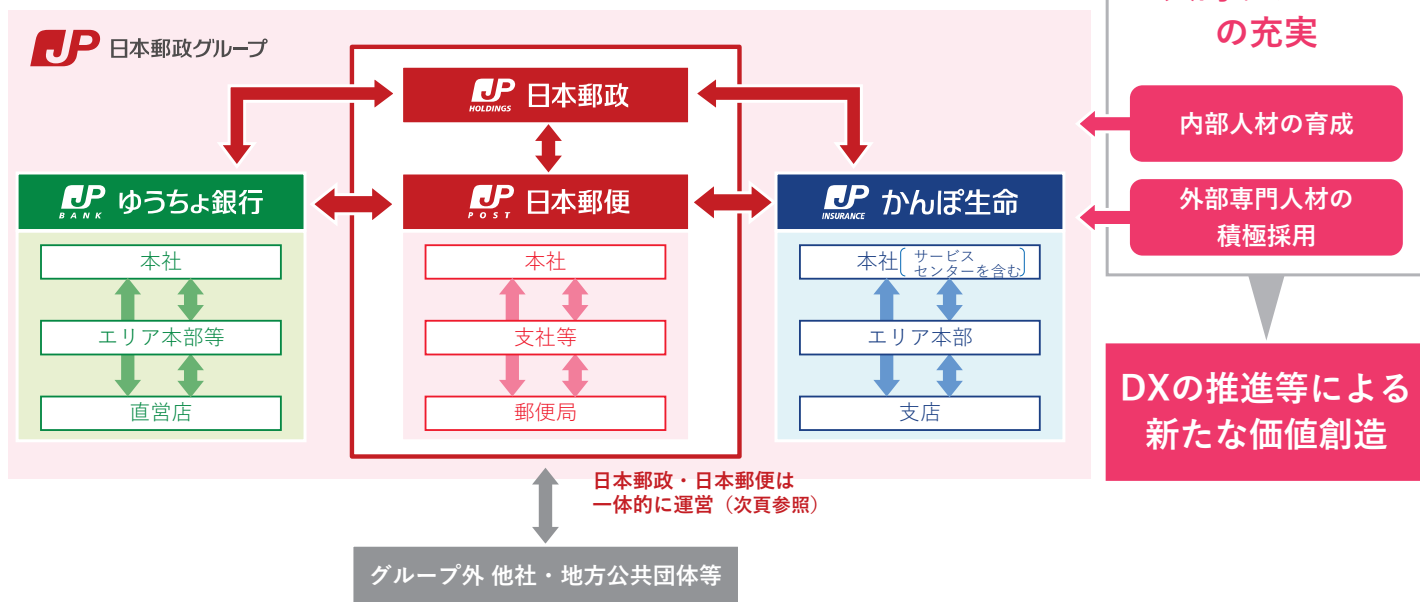 JP 日本郵政グループ
JP HOLDINGS 日本郵政
JP BANK ゆうちょ銀行
本社
エリア本部等
直営店
JP POST 日本郵便
本社
支社等
郵便局
JP INSURANCE かんぽ生命
本社[サービス
センターを含む]
エリア本部
支店
日本郵政・日本郵便は
一体的に運営(次頁参照)
グループ外 他社・地方公共団体等
の充実
内部人材の育成
外部専門人材の
積極採用
DXの推進等による
新たな価値創造